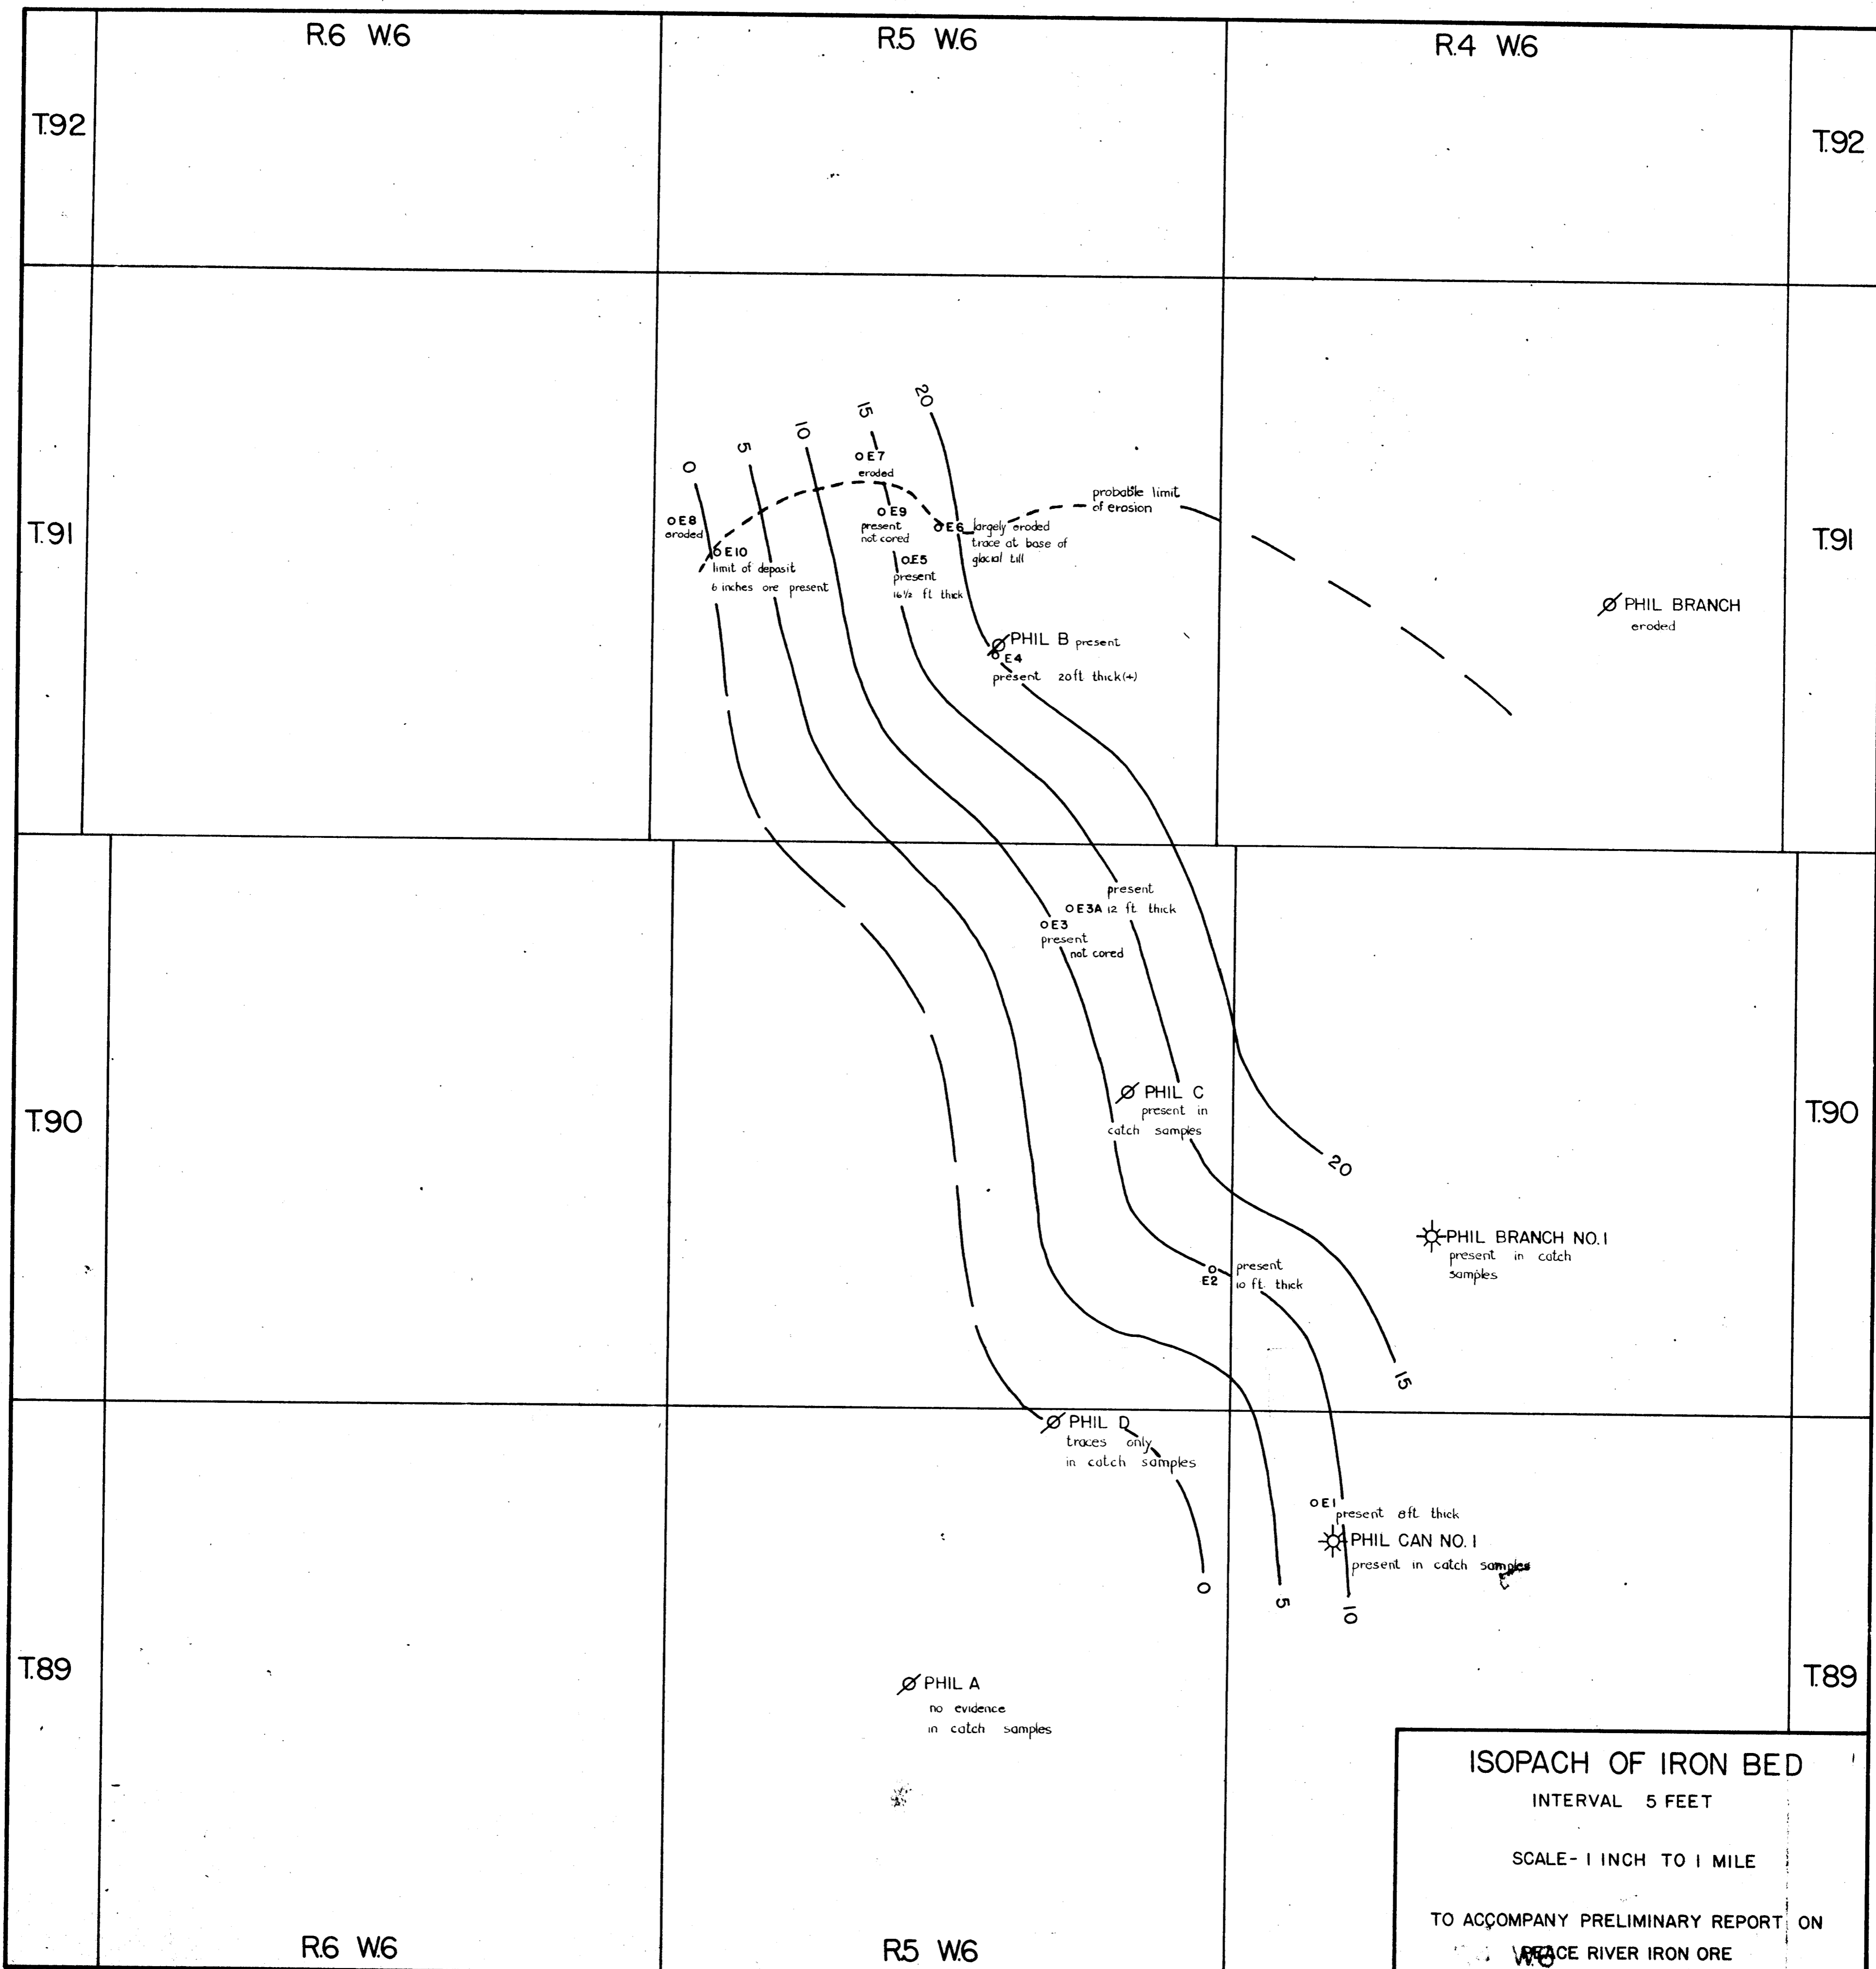 R.6 W.6
R.5 W.6
R.4 W.6
T.92
T.92
20
15
10
5
0
O E7
eroded
probable limit
of erosion
O E8
eroded
O E9
present
not cored
O E6 largely eroded
trace at base of
glacial till
T.91
T.91
O E10
limit of deposit
6 inches ore present
O E5
present
16 1/2 ft thick
PHIL BRANCH
eroded
PHIL B present
E4
present 20ft thick (+)
present
O E3A 12 ft thick
O E3
present
not cored
PHIL C
present in
catch samples
T.90
T.90
20
PHIL BRANCH NO. 1
present in catch
samples
present
E2 10 ft. thick
15
PHIL D
traces only
in catch samples
O E1
present 8ft thick
PHIL CAN NO. 1
present in catch samples
0
5
10
T.89
T.89
PHIL A
no evidence
in catch samples
ISOPACH OF IRON BED
INTERVAL 5 FEET
SCALE - 1 INCH TO 1 MILE
TO ACCOMPANY PRELIMINARY REPORT ON
PEACE RIVER IRON ORE
R.6 W.6
R.5 W.6
W.6